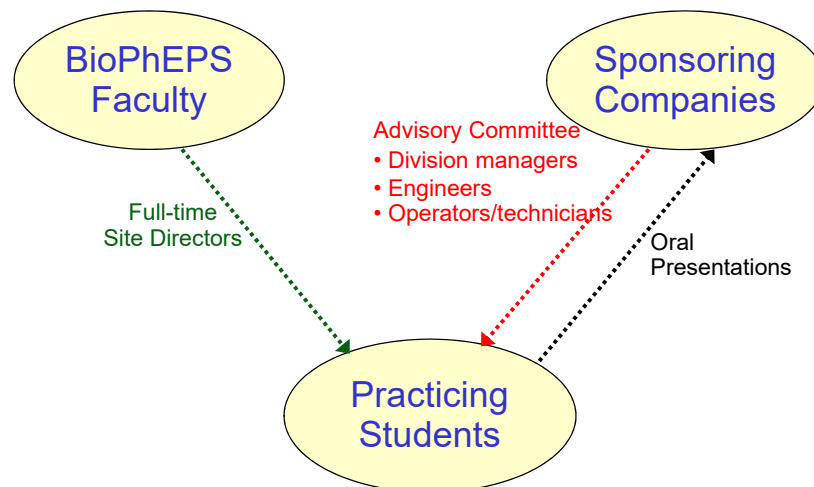 BioPhEPS
Faculty
Sponsoring
Companies
Advisory Committee
• Division managers
• Engineers
• Operators/technicians
Full-time
Site Directors
Oral
Presentations
Practicing
Students